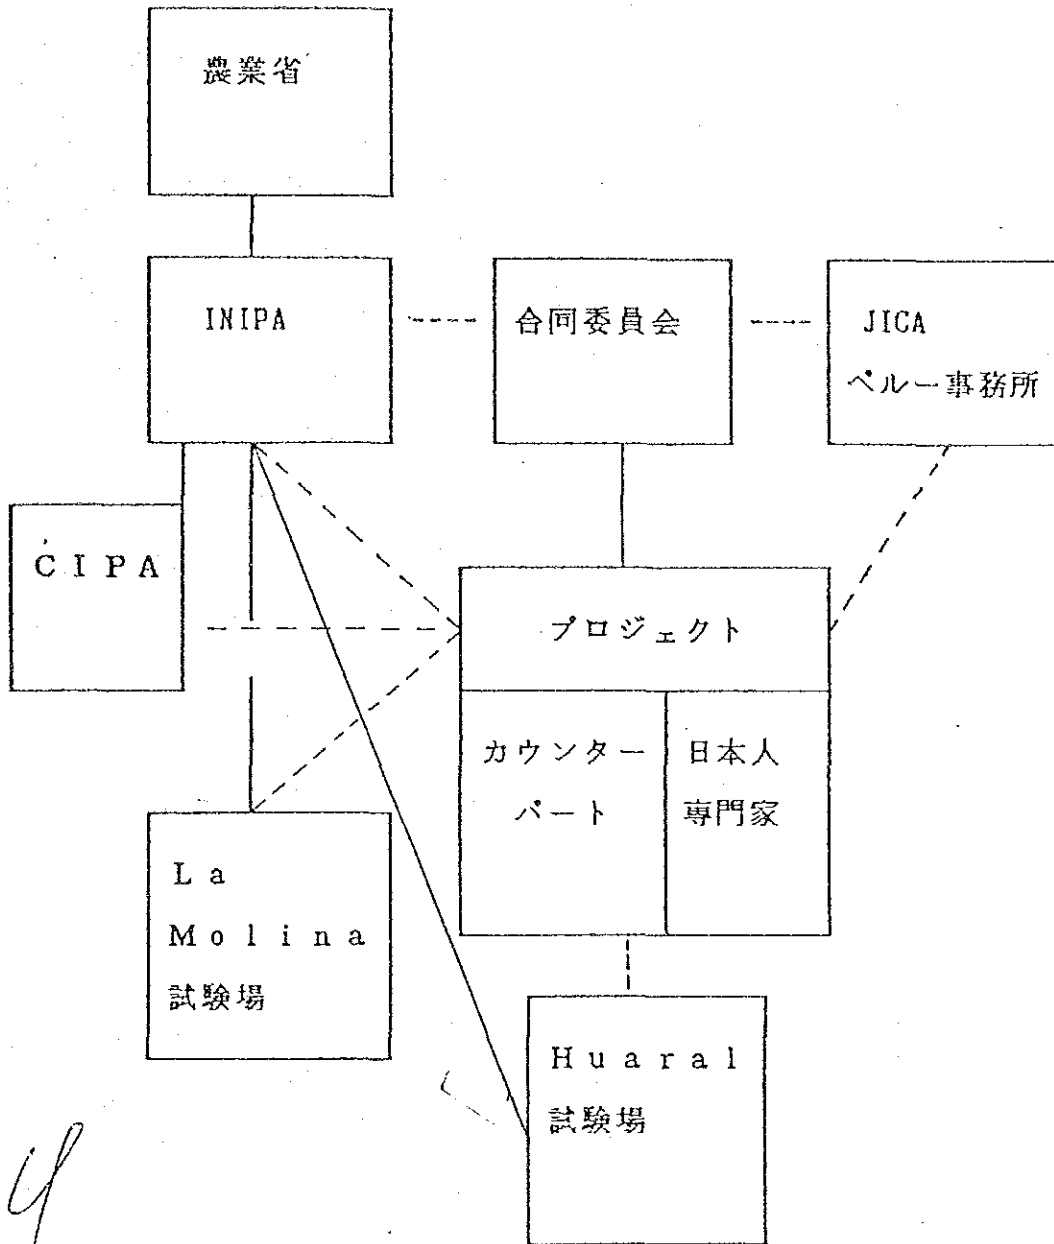 農業省
INIPA
合同委員会
JICA
ペルー事務所
CIPA
プロジェクト
カウンター
パート
日本人
専門家
La
Molina
試験場
Huaral
試験場